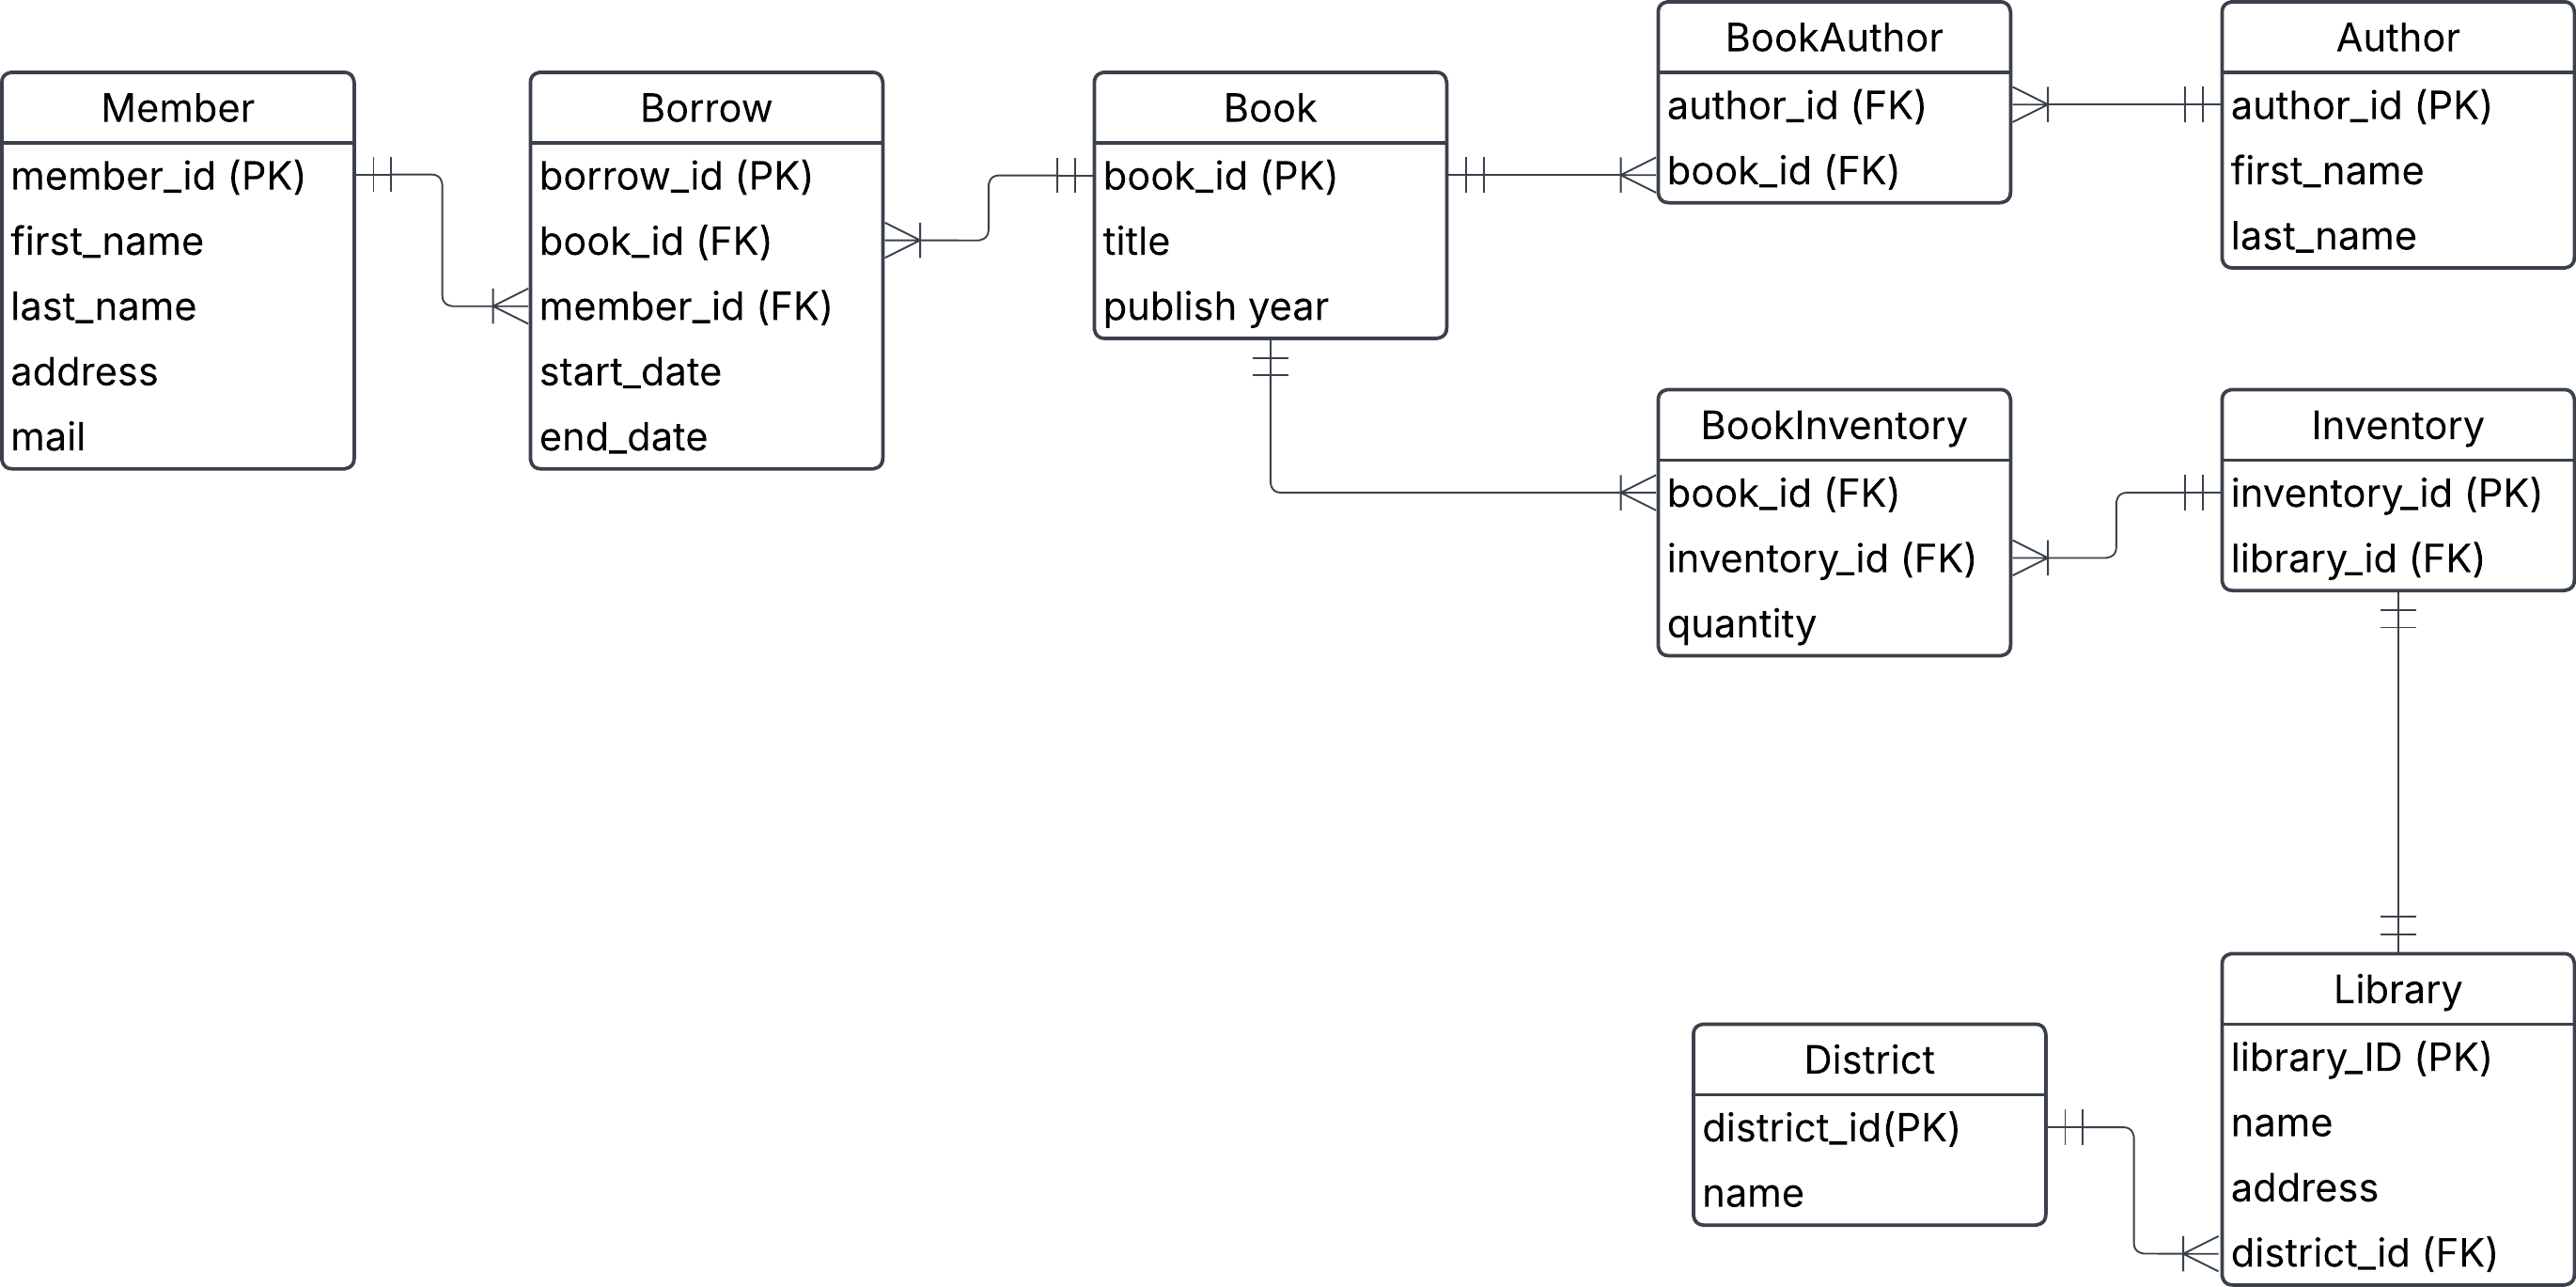 Member
member_id (PK)
first_name
last_name
address
mail
Borrow
borrow_id (PK)
book_id (FK)
member_id (FK)
start_date
end_date
Book
book_id (PK)
title
publish year
BookAuthor
author_id (FK)
book_id (FK)
Author
author_id (PK)
first_name
last_name
BookInventory
book_id (FK)
inventory_id (FK)
quantity
Inventory
inventory_id (PK)
library_id (FK)
District
district_id(PK)
name
Library
library_ID (PK)
name
address
district_id (FK)